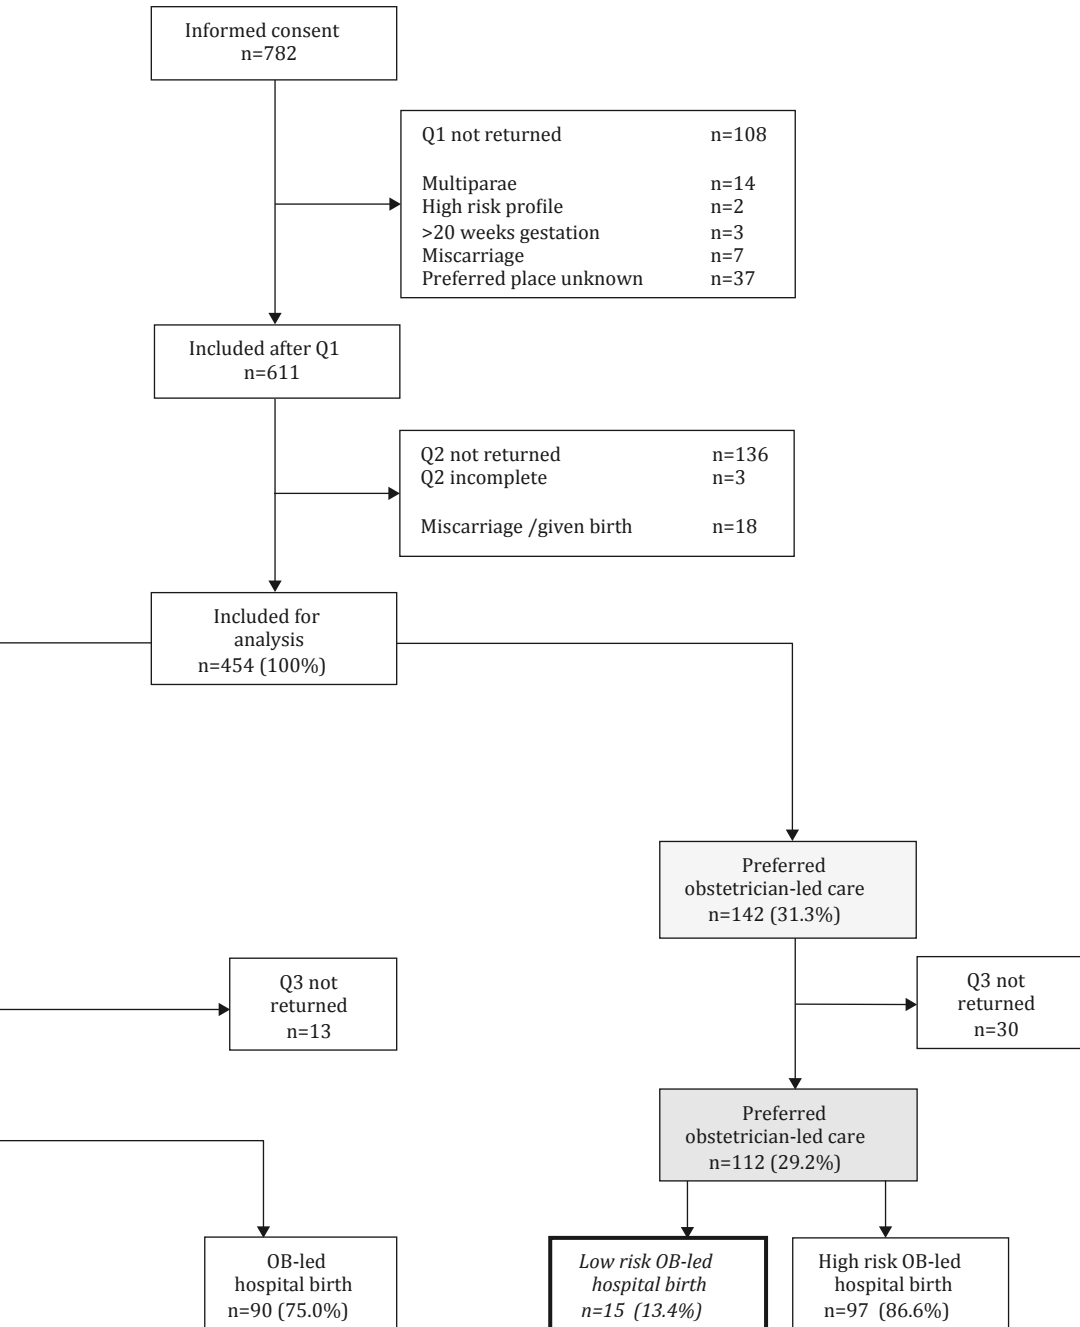 Informed consent
n=782
Q1 not returned n=108
Multiparae n=14
High risk profile n=2
>20 weeks gestation n=3
Miscarriage n=7
Preferred place unknown n=37
Included after Q1
n=611
Q2 not returned n=136
Q2 incomplete n=3
Miscarriage /given birth n=18
Included for
analysis
n=454 (100%)
Preferred
obstetrician-led care
n=142 (31.3%)
Q3 not
returned
n=13
Q3 not
returned
n=30
Preferred
obstetrician-led care
n=112 (29.2%)
OB-led
hospital birth
n=90 (75.0%)
Low risk OB-led
hospital birth
n=15 (13.4%)
High risk OB-led
hospital birth
n=97 (86.6%)